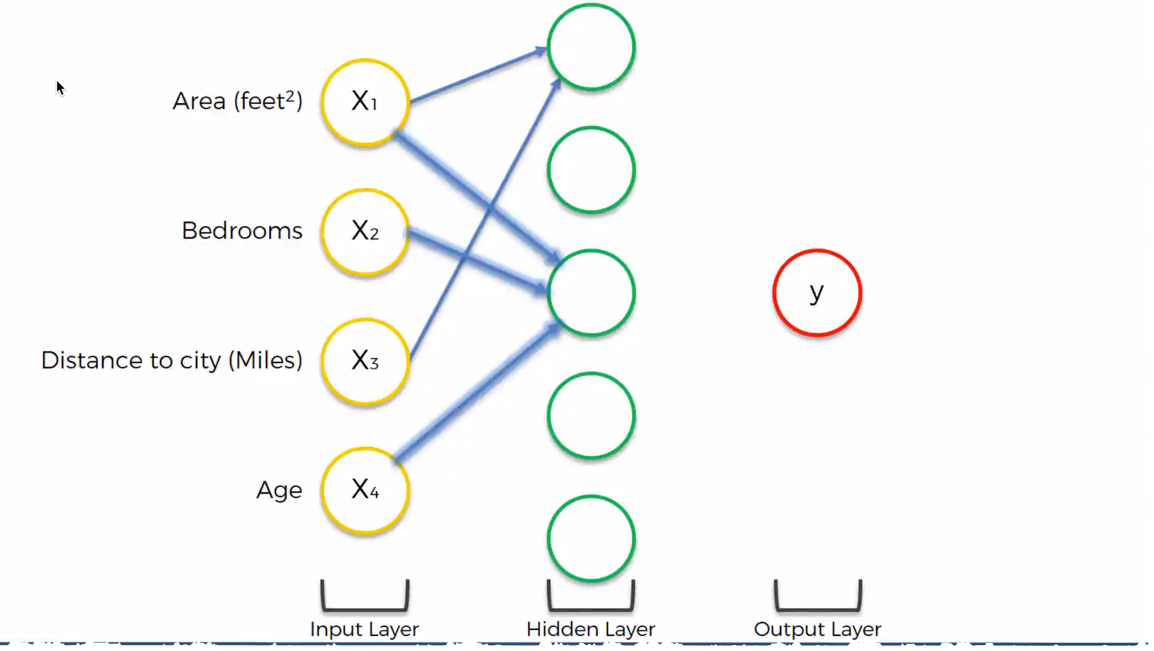 Area (feet²)
X₁
Bedrooms
X₂
Distance to city (Miles)
X₃
Age
X₄
y
Input Layer
Hidden Layer
Output Layer